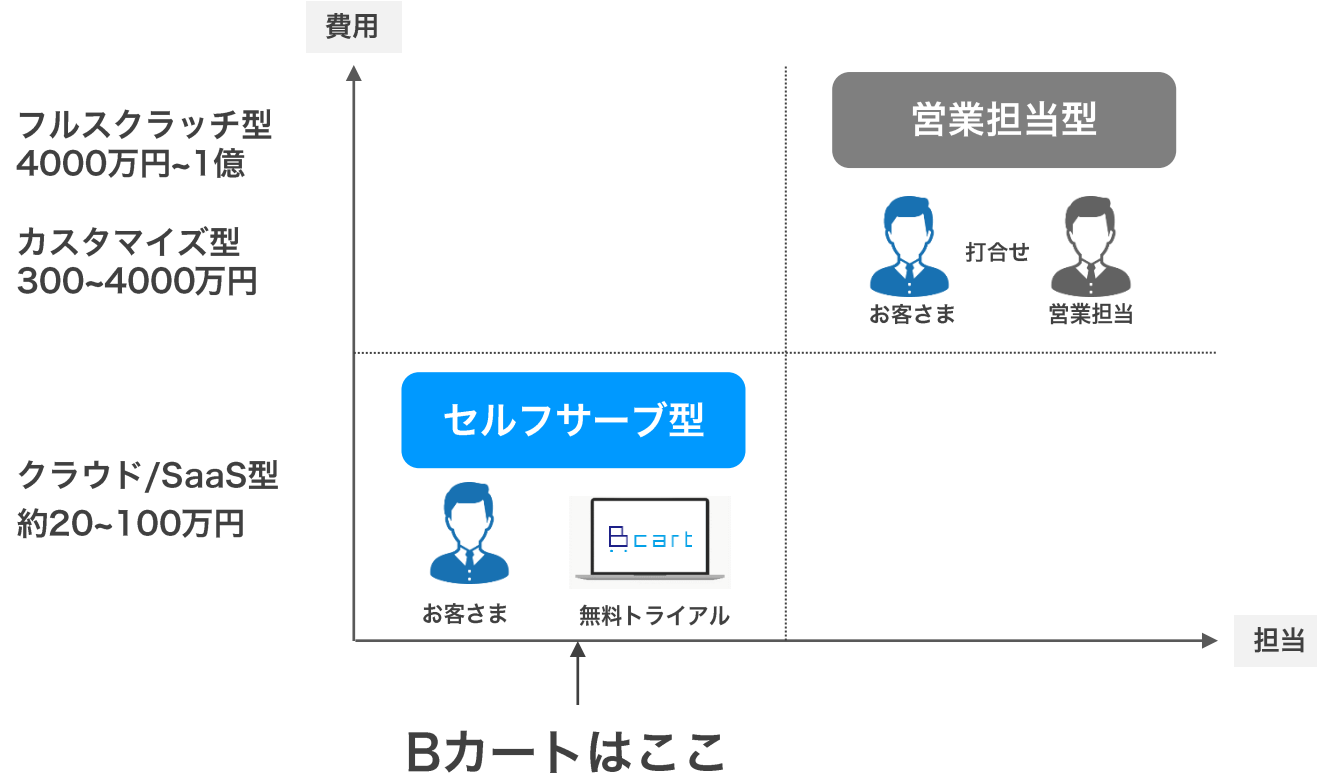 費用
フルスクラッチ型
4000万円~1億
営業担当型
カスタマイズ型
300~4000万円
打合せ
お客さま
営業担当
セルフサーブ型
クラウド/SaaS型
約20~100万円
Bcart
お客さま
無料トライアル
担当
Bカートはここ